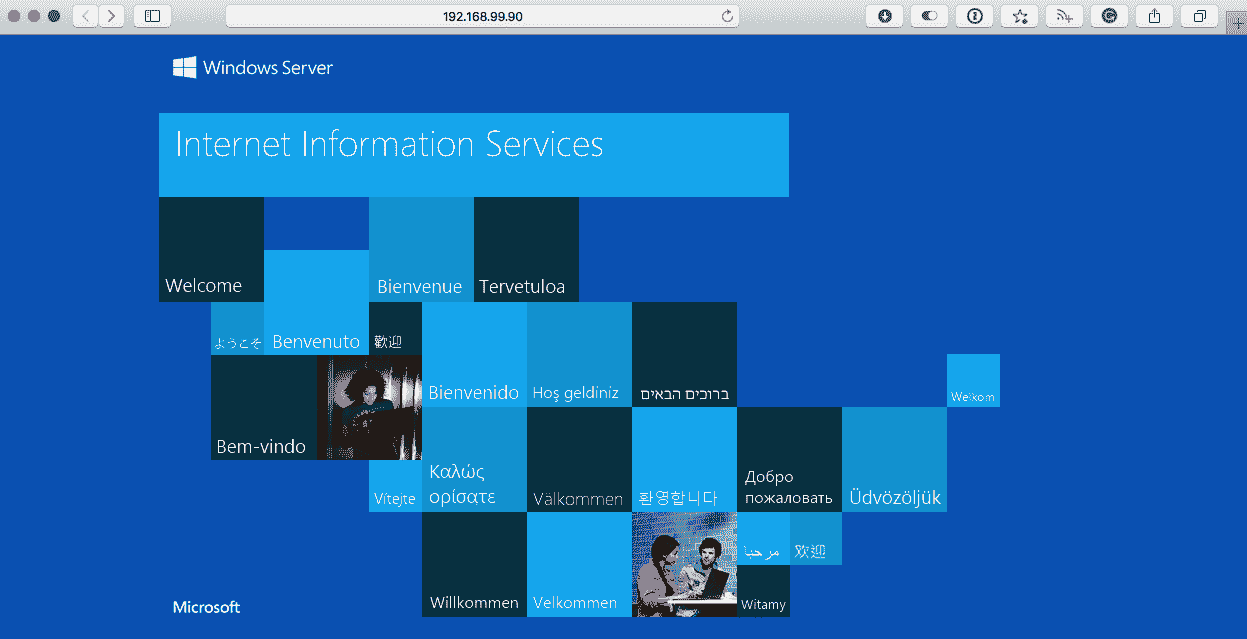 192.168.99.90
Windows Server
Internet Information Services
Welcome
Bienvenue
Tervetuloa
ようこそ
Benvenuto
歡迎
Bienvenido
Hoş geldiniz
ברוכים הבאים
Welkom
Bem-vindo
Vítejte
Καλώς
ορίσατε
Välkommen
환영합니다
Добро
пожаловать
Üdvözöljük
Willkommen
Velkommen
مرحبا
欢迎
Witamy
Microsoft